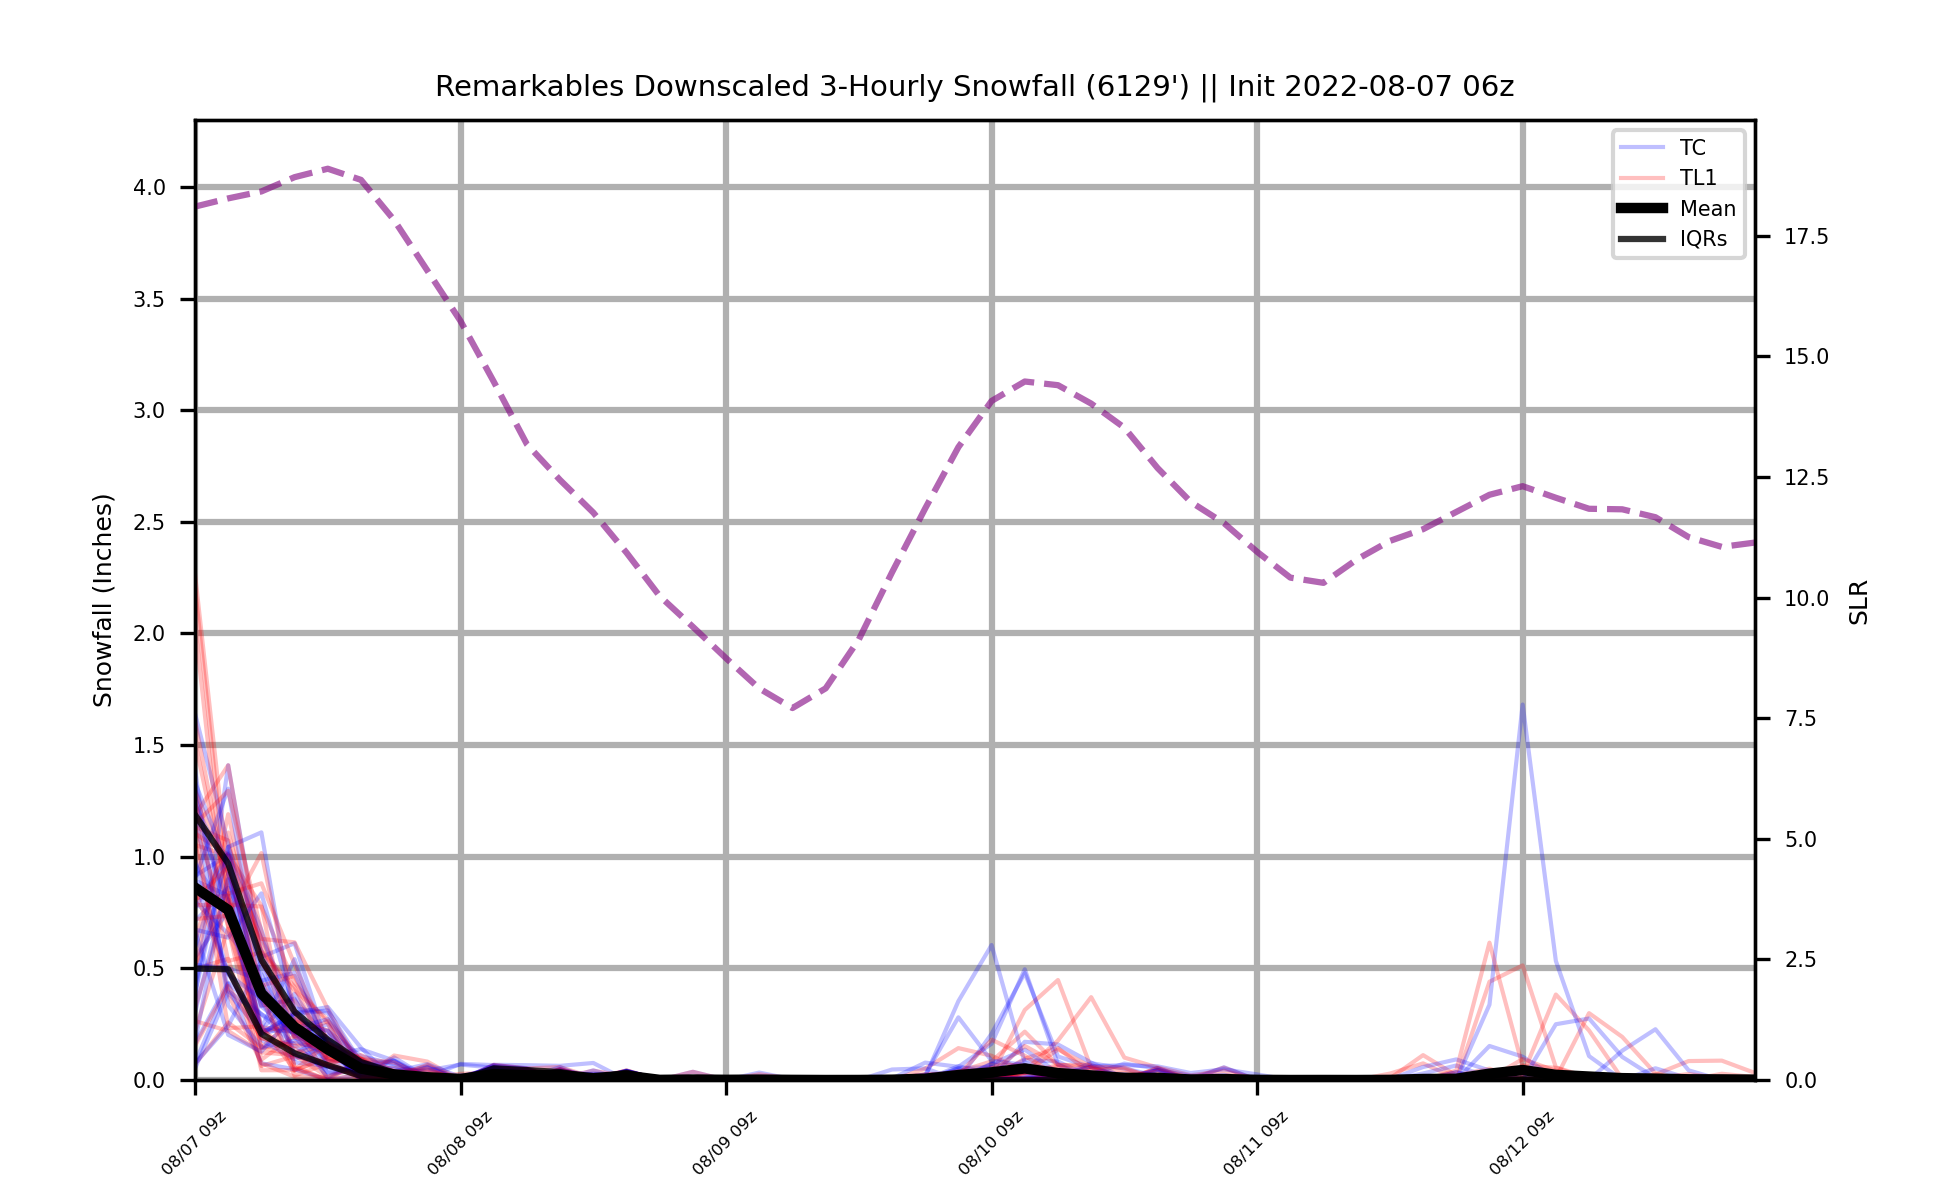 Remarkables Downscaled 3-Hourly Snowfall (6129') || Init 2022-08-07 06z
TC
TL1
Mean
IQRs
Snowfall (Inches)
4.0
3.5
3.0
2.5
2.0
1.5
1.0
0.5
0.0
17.5
15.0
12.5
10.0
7.5
5.0
2.5
0.0
SLR
08/07 09z
08/08 09z
08/09 09z
08/10 09z
08/11 09z
08/12 09z